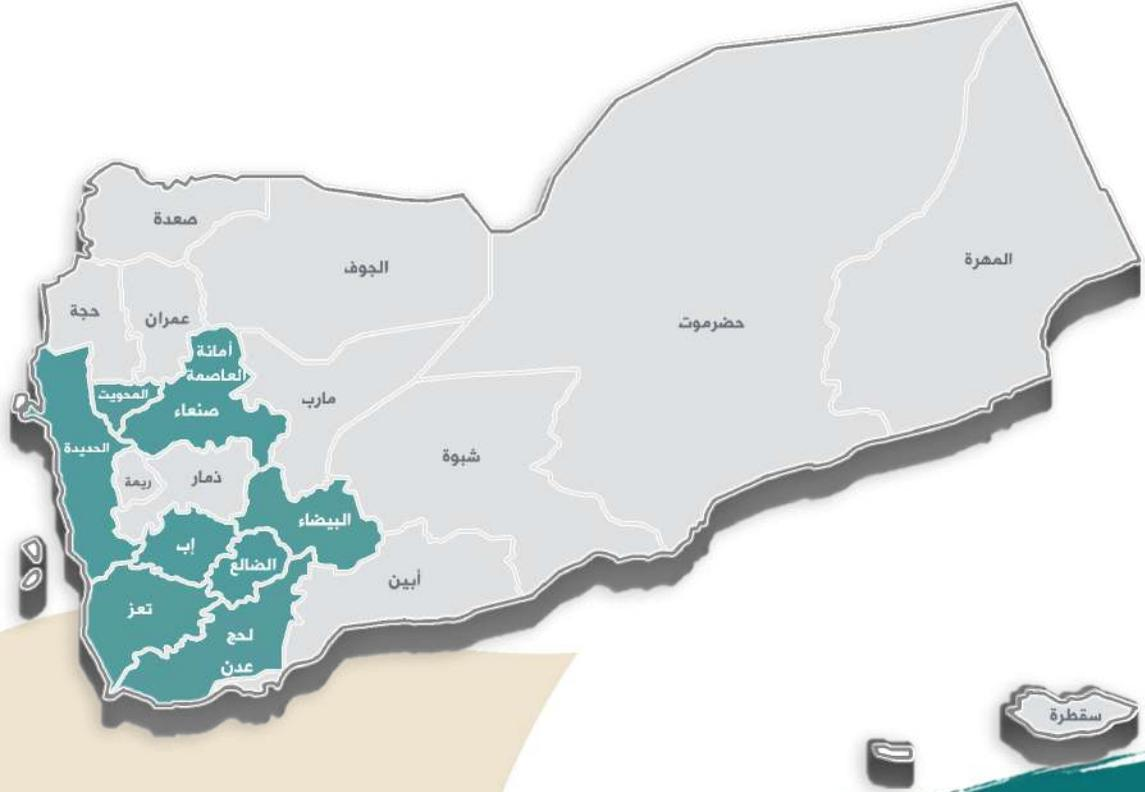 صعدة
الجوف
المهرة
حجة
عمران
حضرموت
أمانة
العاصمة
المحويت
مارب
صنعاء
الحديدة
شبوة
ريمة
ذمار
البيضاء
إب
الضالع
أبين
تعز
لحج
عدن
سقطرة